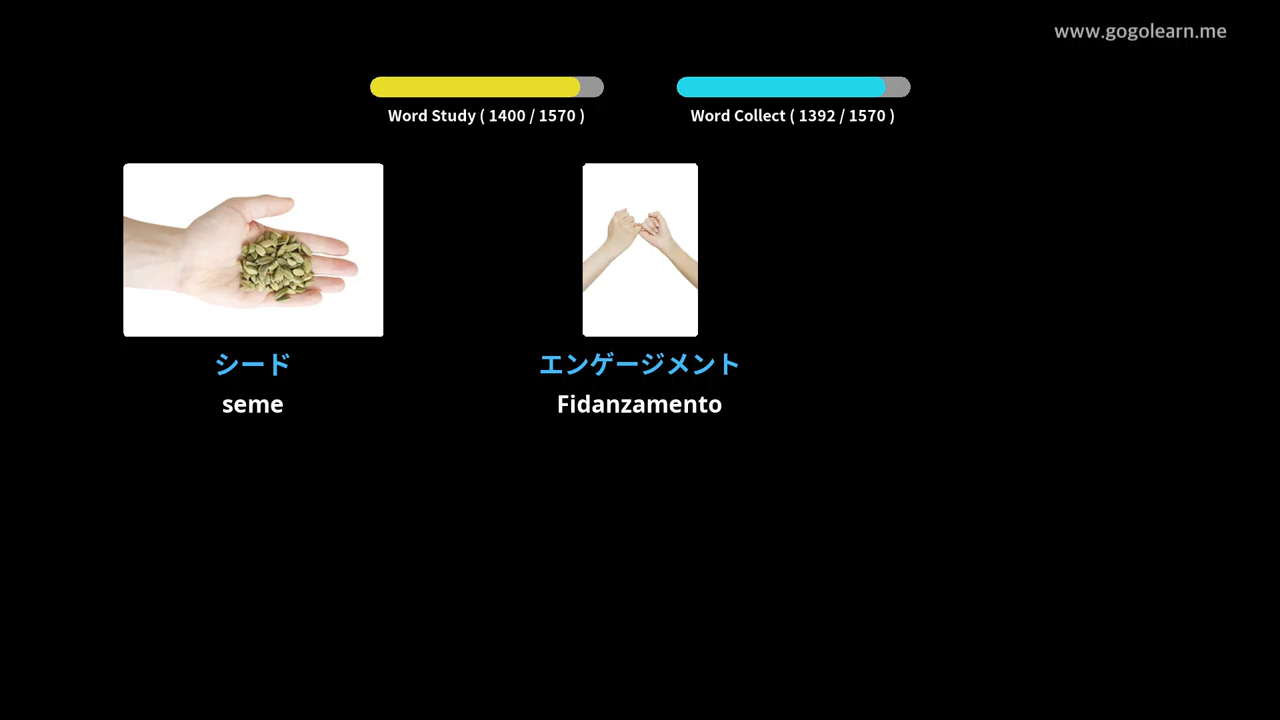 www.gogolearn.me
Word Study ( 1400 / 1570 )
Word Collect ( 1392 / 1570 )
シード
seme
エンゲージメント
Fidanzamento